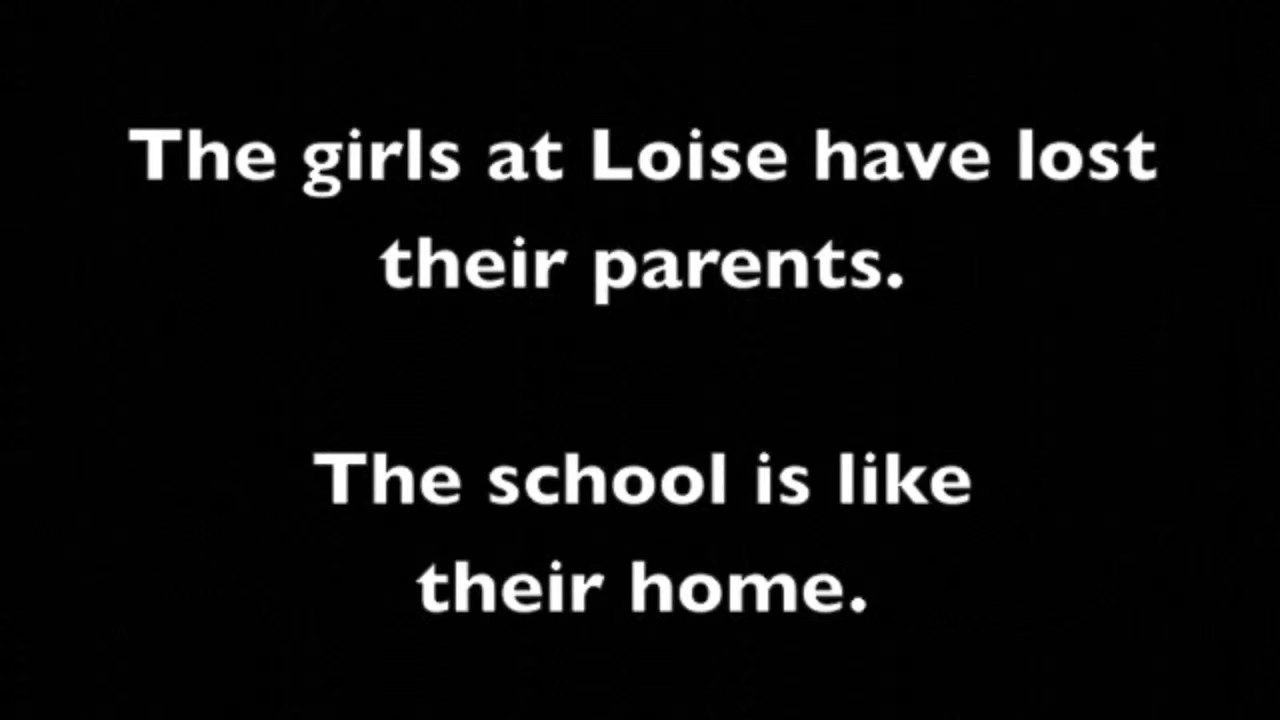 The girls at Loise have lost
their parents.
The school is like
their home.